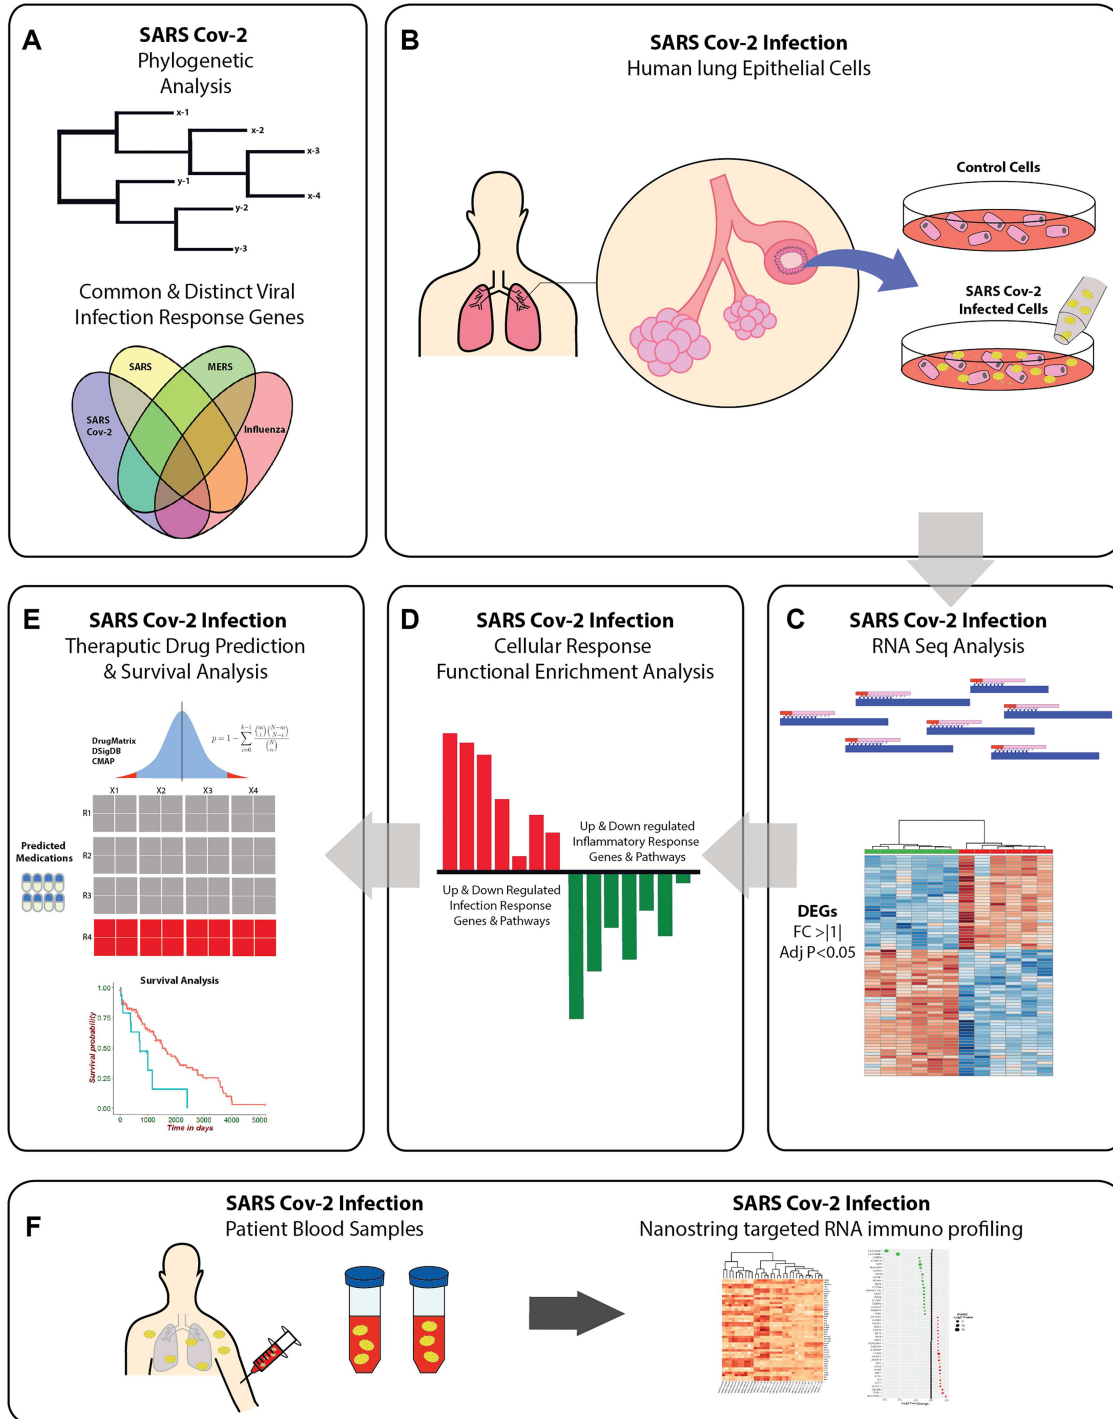 A
SARS Cov-2
Phylogenetic
Analysis
x-1
x-2
x-3
x-4
y-1
y-2
y-3
Common & Distinct Viral
Infection Response Genes
SARS
MERS
SARS
Cov-2
Influenza
B
SARS Cov-2 Infection
Human lung Epithelial Cells
Control Cells
SARS Cov-2
Infected Cells
E
SARS Cov-2 Infection
Theraputic Drug Prediction
& Survival Analysis
DrugMatrix
DSigDB
CMAP
X1 X2 X3 X4
R1
R2
R3
R4
Predicted
Medications
Survival Analysis
Survival probability
1.00
0.75
0.50
0.25
0.00
0 1000 2000 3000 4000 5000
Time in days
D
SARS Cov-2 Infection
Cellular Response
Functional Enrichment Analysis
Up & Down regulated
Inflammatory Response
Genes & Pathways
Up & Down Regulated
Infection Response
Genes & Pathways
C
SARS Cov-2 Infection
RNA Seq Analysis
DEGs
FC >|1|
Adj P<0.05
F
SARS Cov-2 Infection
Patient Blood Samples
SARS Cov-2 Infection
Nanostring targeted RNA immuno profiling